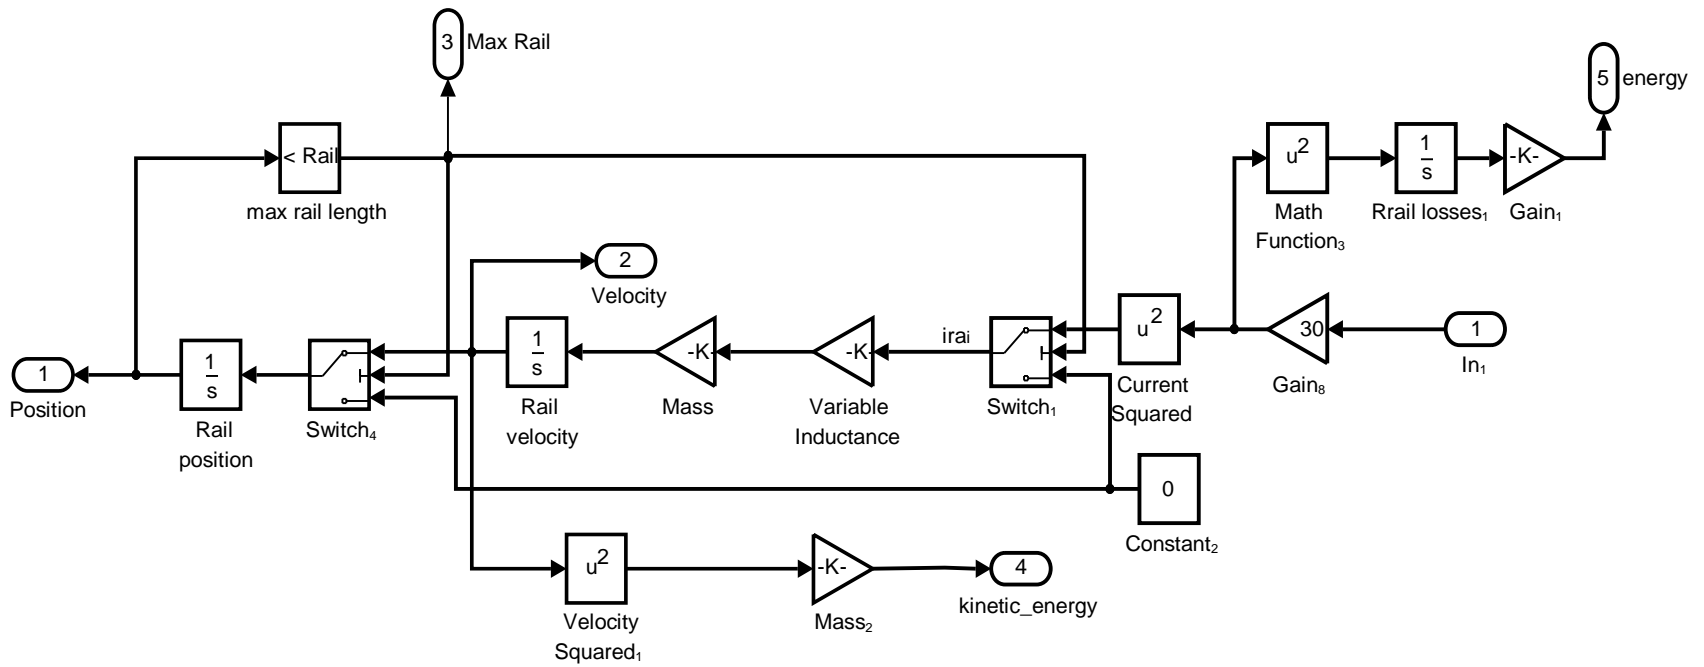 3 Max Rail
5 energy
< Rail
max rail length
u2
Math
Function3
1
s
Rrail losses1
-K-
Gain1
2
Velocity
1
Position
1
s
Rail
position
Switch4
1
s
Rail
velocity
-K-
Mass
-K-
Variable
Inductance
irai
Switch1
u2
Current
Squared
30
Gain8
1
In1
0
Constant2
u2
Velocity
Squared1
-K-
Mass2
4
kinetic_energy